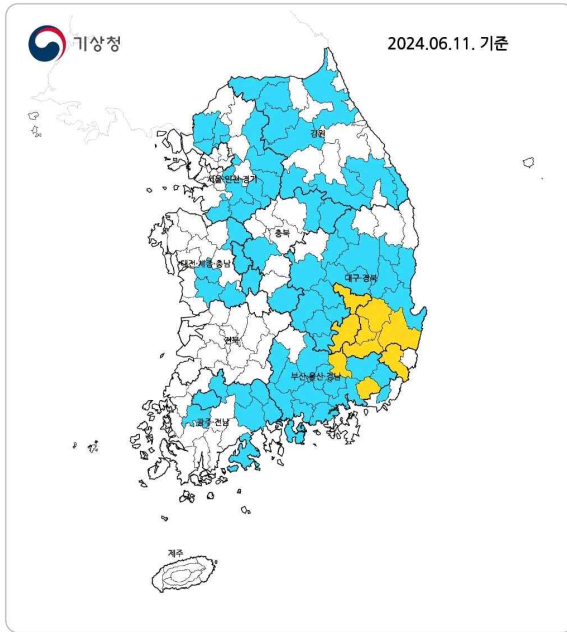 기상청
2024.06.11. 기준
강원
서울·인천·경기
충북
대전·세종·충남
대구·경북
전북
부산·울산·경남
광주·전남
제주